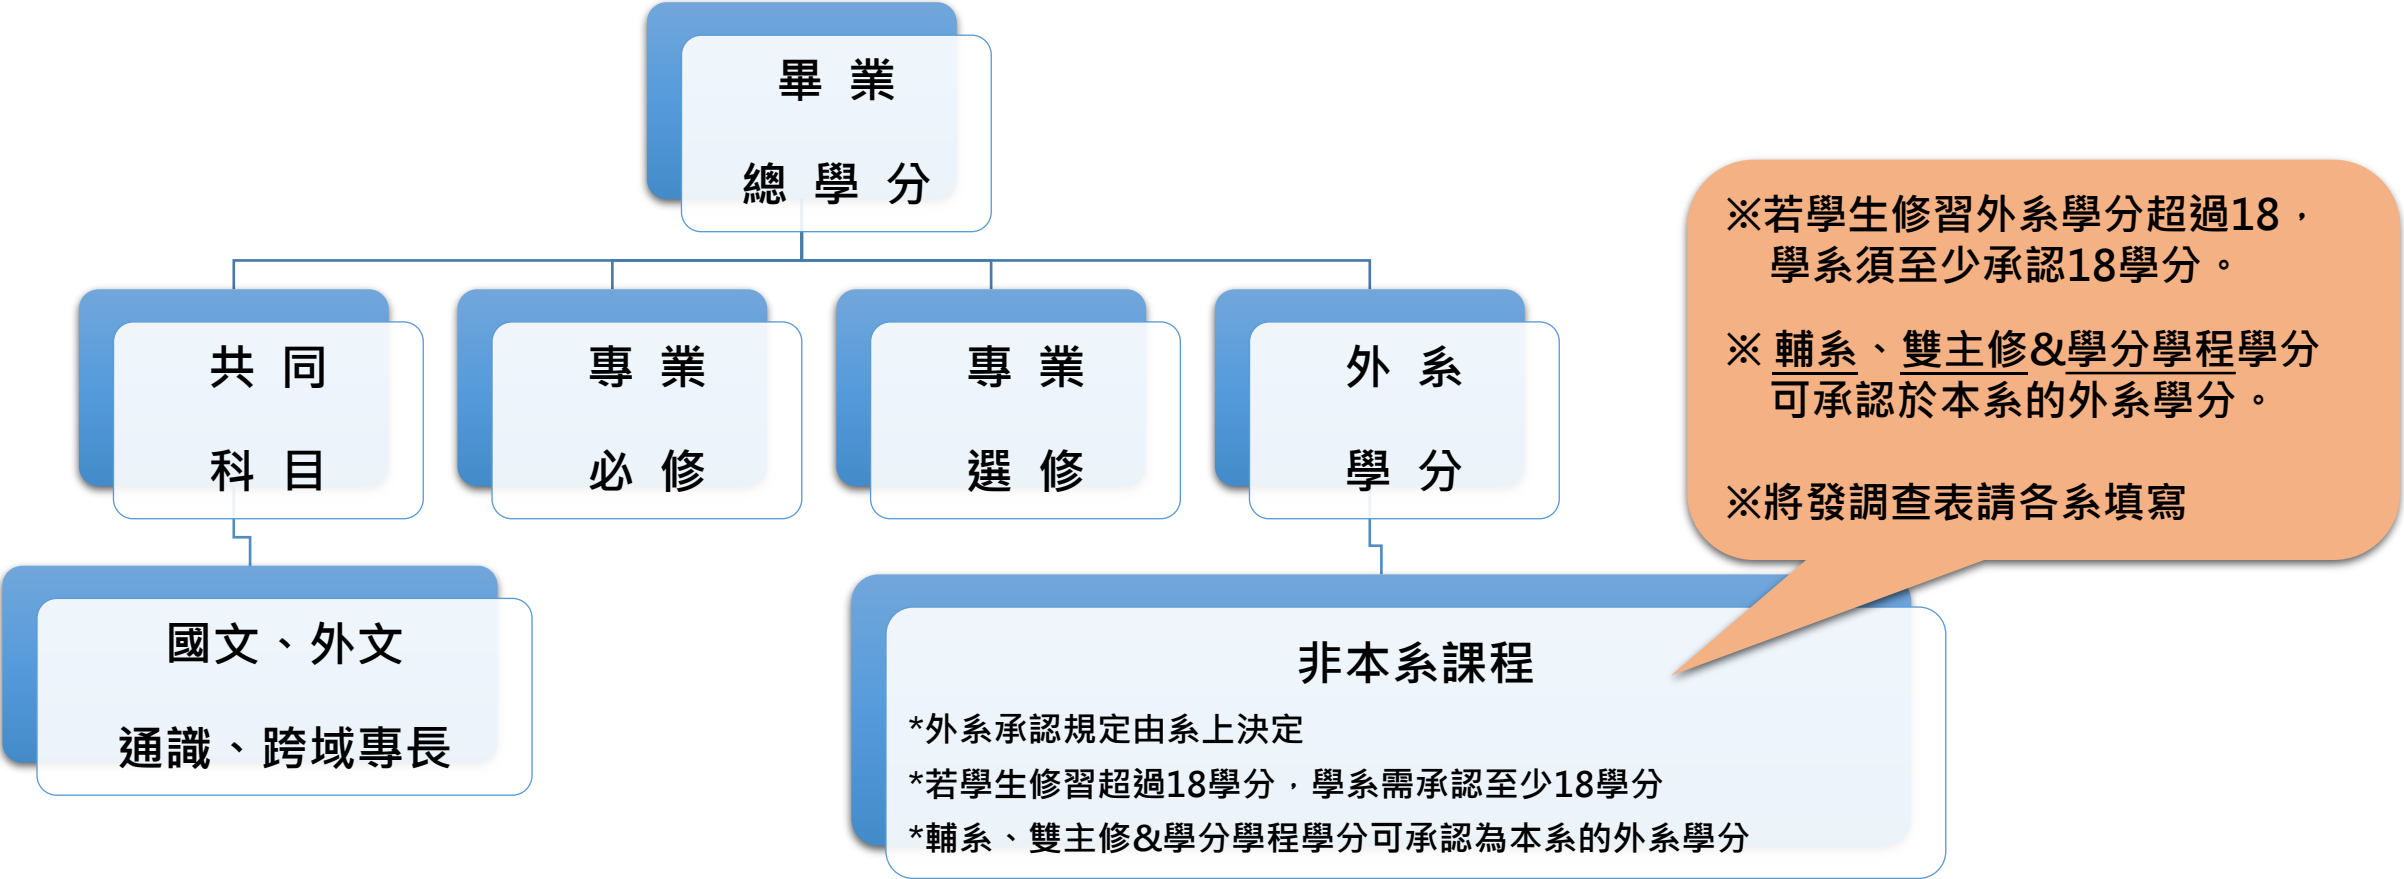 畢 業
總 學 分
共 同
科 目
專 業
必 修
專 業
選 修
外 系
學 分
國文、外文
通識、跨域專長
非本系課程
*外系承認規定由系上決定
*若學生修習超過18學分，學系需承認至少18學分
*輔系、雙主修&學分學程學分可承認為本系的外系學分
※若學生修習外系學分超過18，
學系須至少承認18學分。
※ 輔系、雙主修&學分學程學分
可承認於本系的外系學分。
※將發調查表請各系填寫